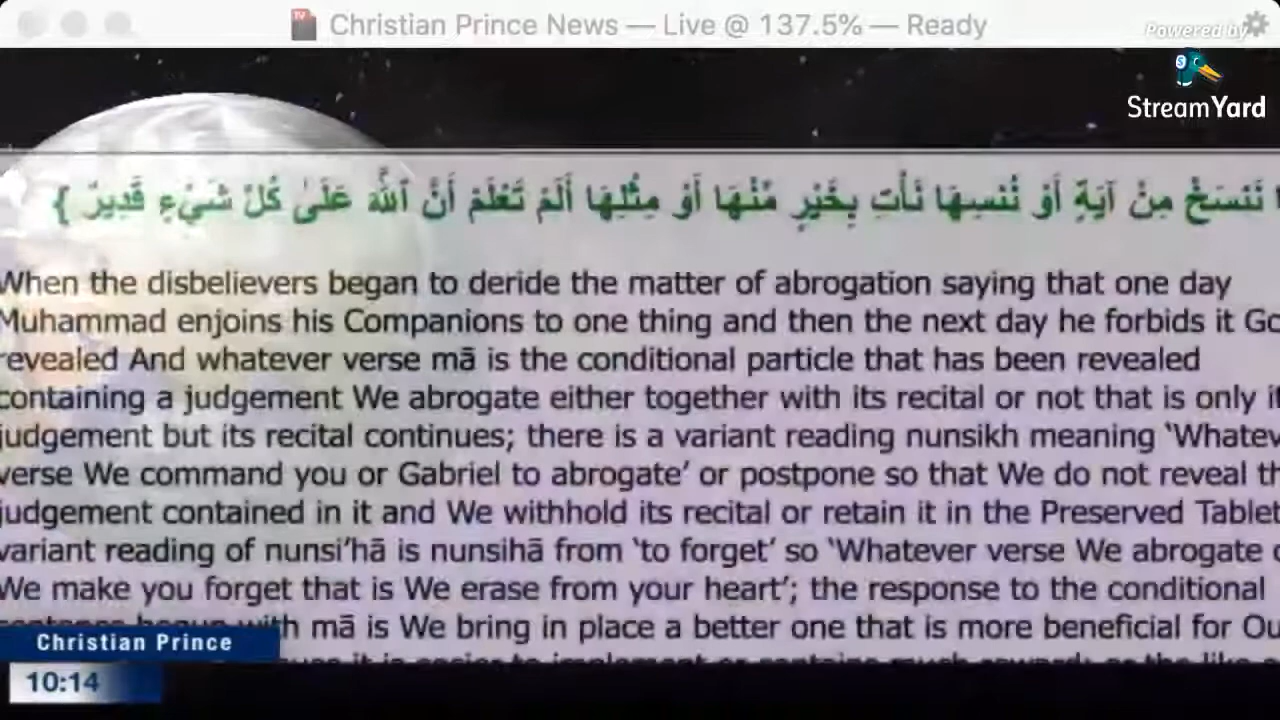 Christian Prince News — Live @ 137.5% — Ready
Powered by
StreamYard
نَنسَخْ مِنْ آيَةٍ أَوْ نُنسِهَا نَأْتِ بِخَيْرٍ مِّنْهَا أَوْ مِثْلِهَا أَلَمْ تَعْلَمْ أَنَّ ٱللَّهَ عَلَىٰ كُلِّ شَيْءٍ قَدِيرٌ }
When the disbelievers began to deride the matter of abrogation saying that one day
Muhammad enjoins his Companions to one thing and then the next day he forbids it Go
revealed And whatever verse mā is the conditional particle that has been revealed
containing a judgement We abrogate either together with its recital or not that is only i
judgement but its recital continues; there is a variant reading nunsikh meaning ‘Whatev
verse We command you or Gabriel to abrogate’ or postpone so that We do not reveal th
judgement contained in it and We withhold its recital or retain it in the Preserved Tablet
variant reading of nunsi’hā is nunsihā from ‘to forget’ so ‘Whatever verse We abrogate
We make you forget that is We erase from your heart’; the response to the conditional
with mā is We bring in place a better one that is more beneficial for Ou
Christian Prince
10:14